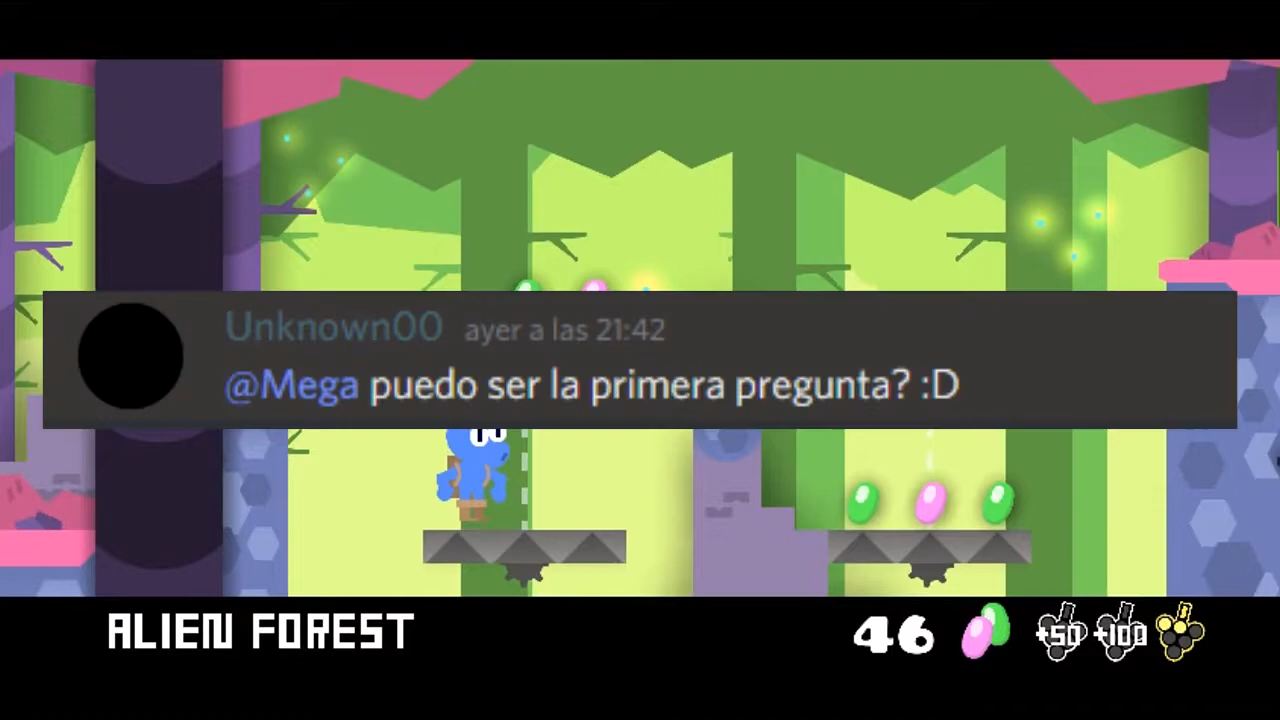 Unknown00 ayer a las 21:42
@Mega puedo ser la primera pregunta? :D
ALIEN FOREST 46 +50 +100